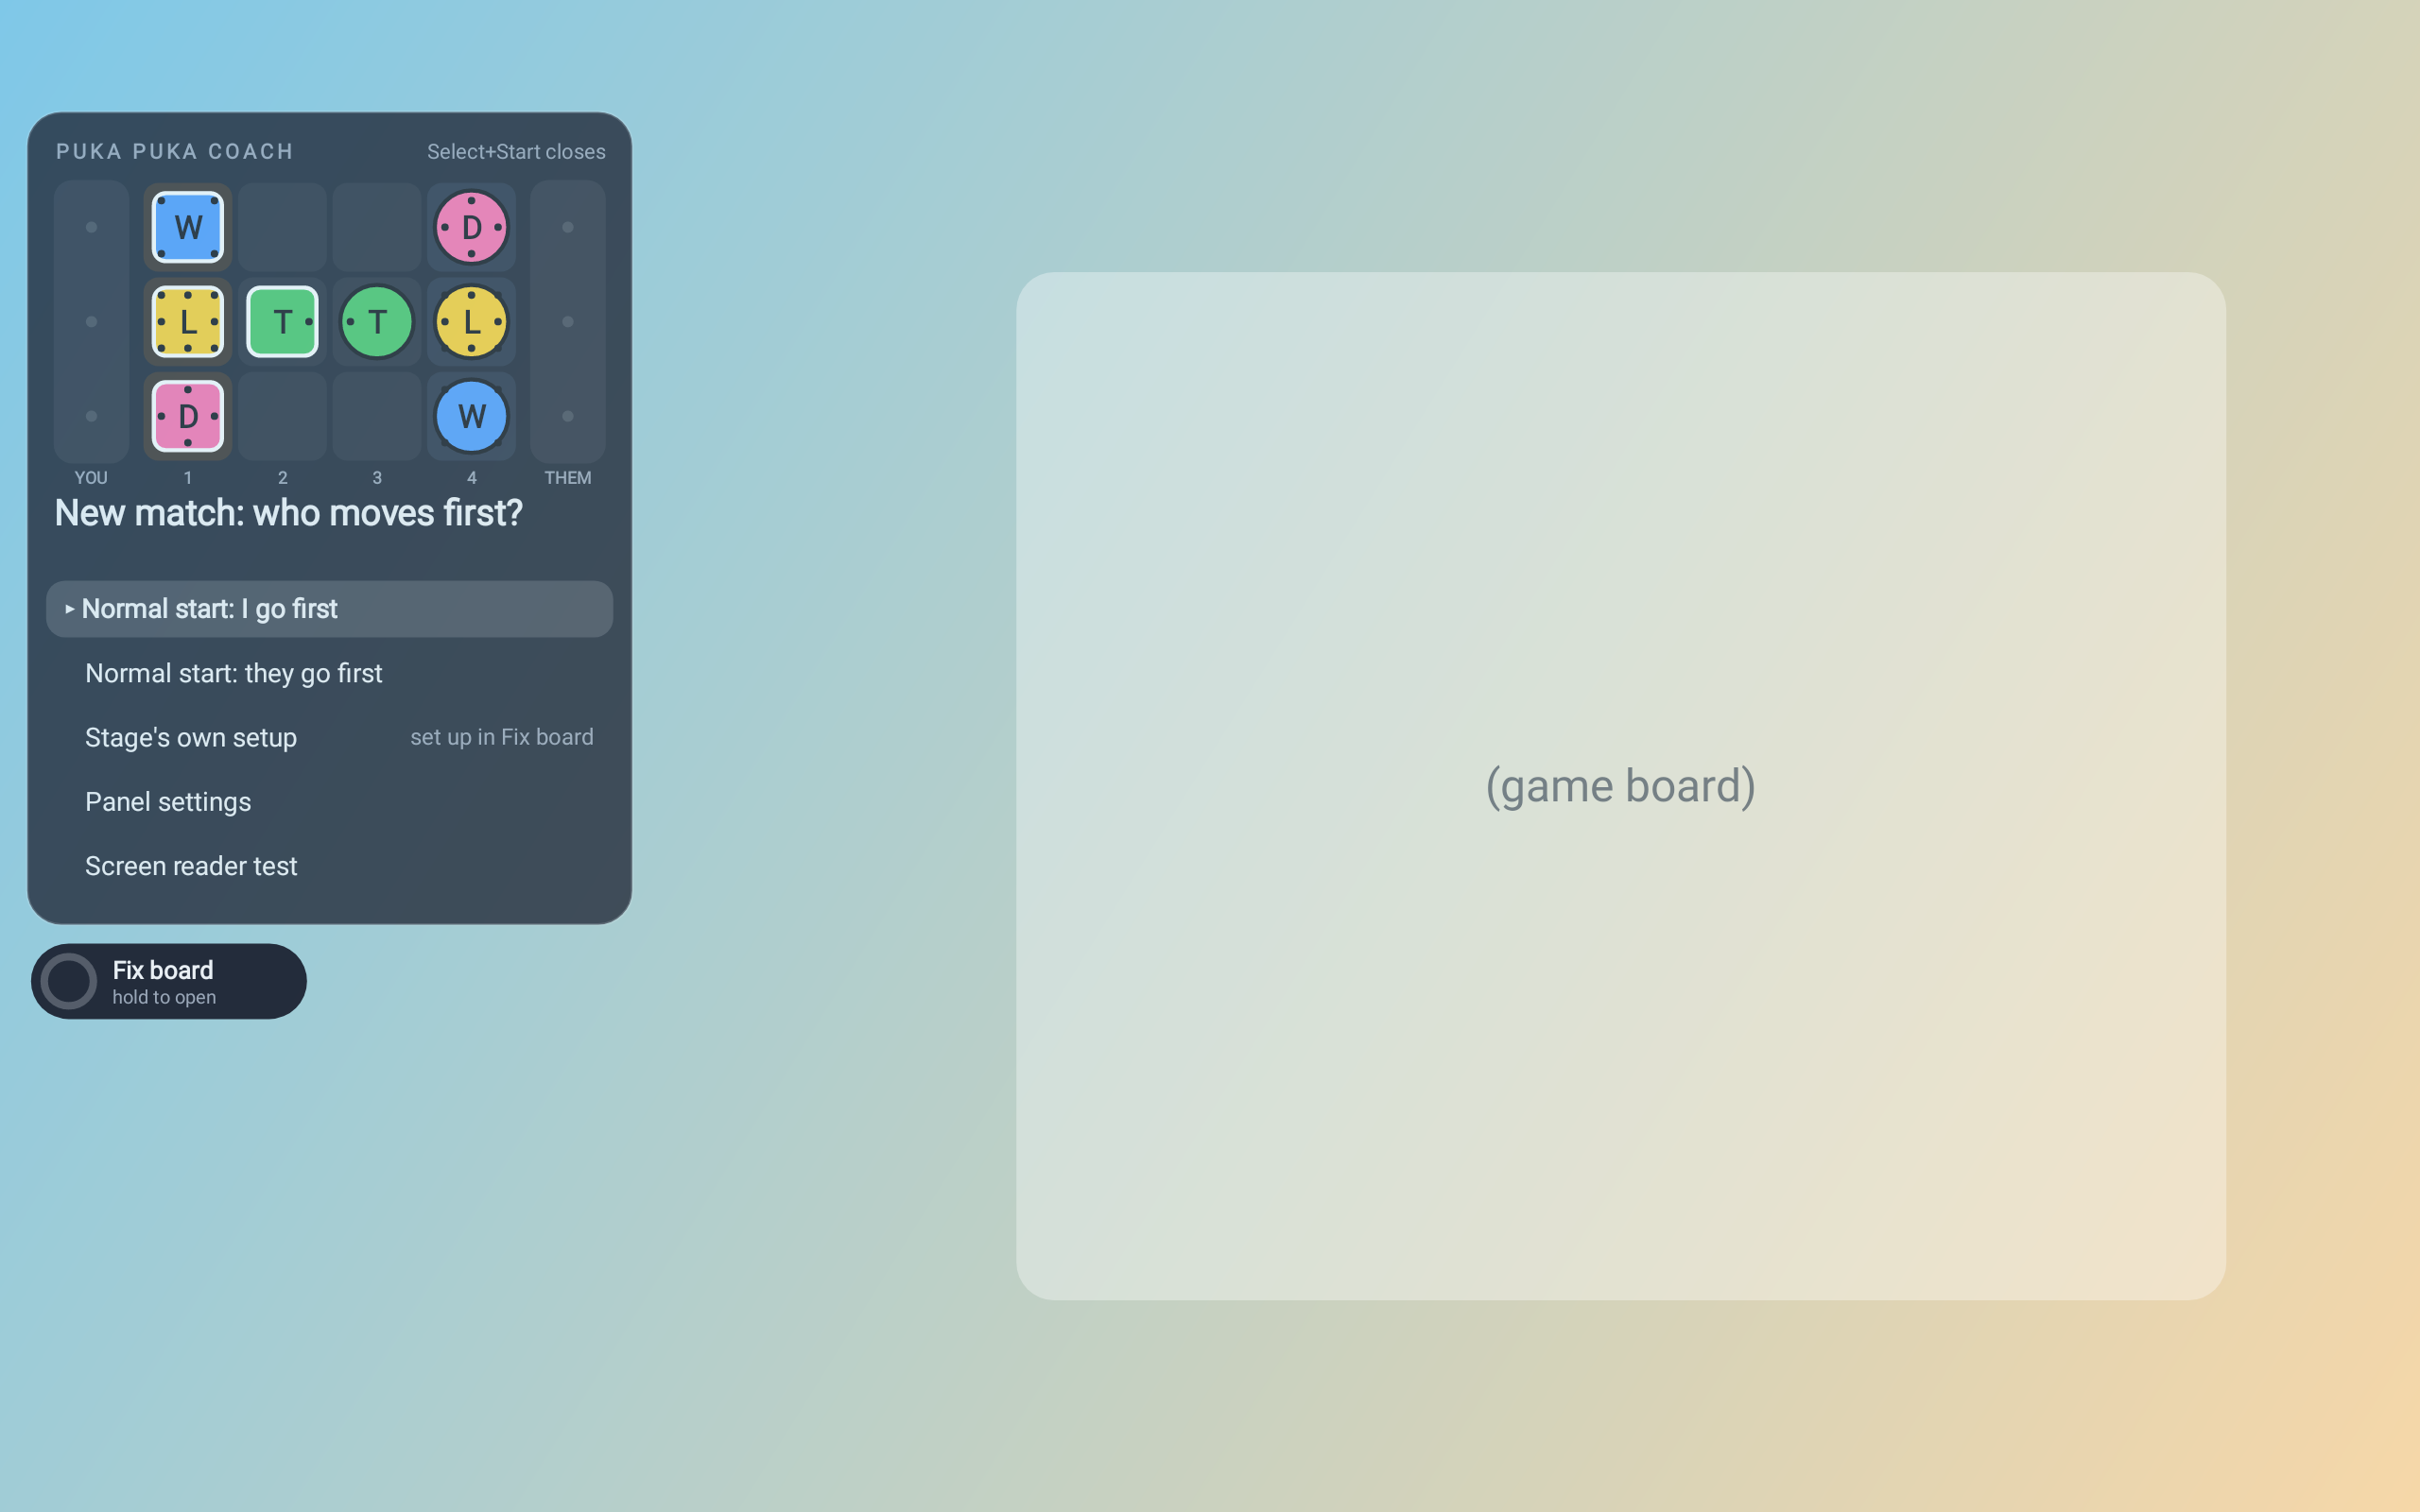 PUKA PUKA COACH Select+Start closes
W D
L T T L
D W
YOU 1 2 3 4 THEM
New match: who moves first?
▸ Normal start: I go first
Normal start: they go first
Stage's own setup set up in Fix board
Panel settings
Screen reader test
Fix board
hold to open
(game board)